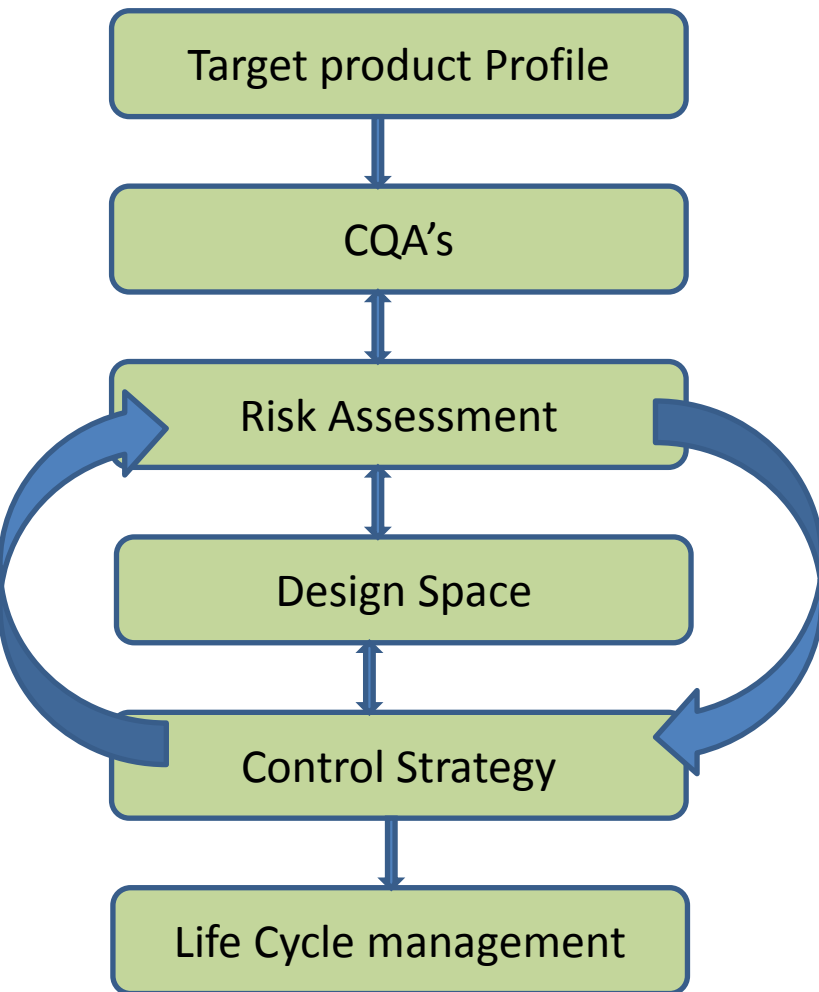 Target product Profile
CQA’s
Risk Assessment
Design Space
Control Strategy
Life Cycle management